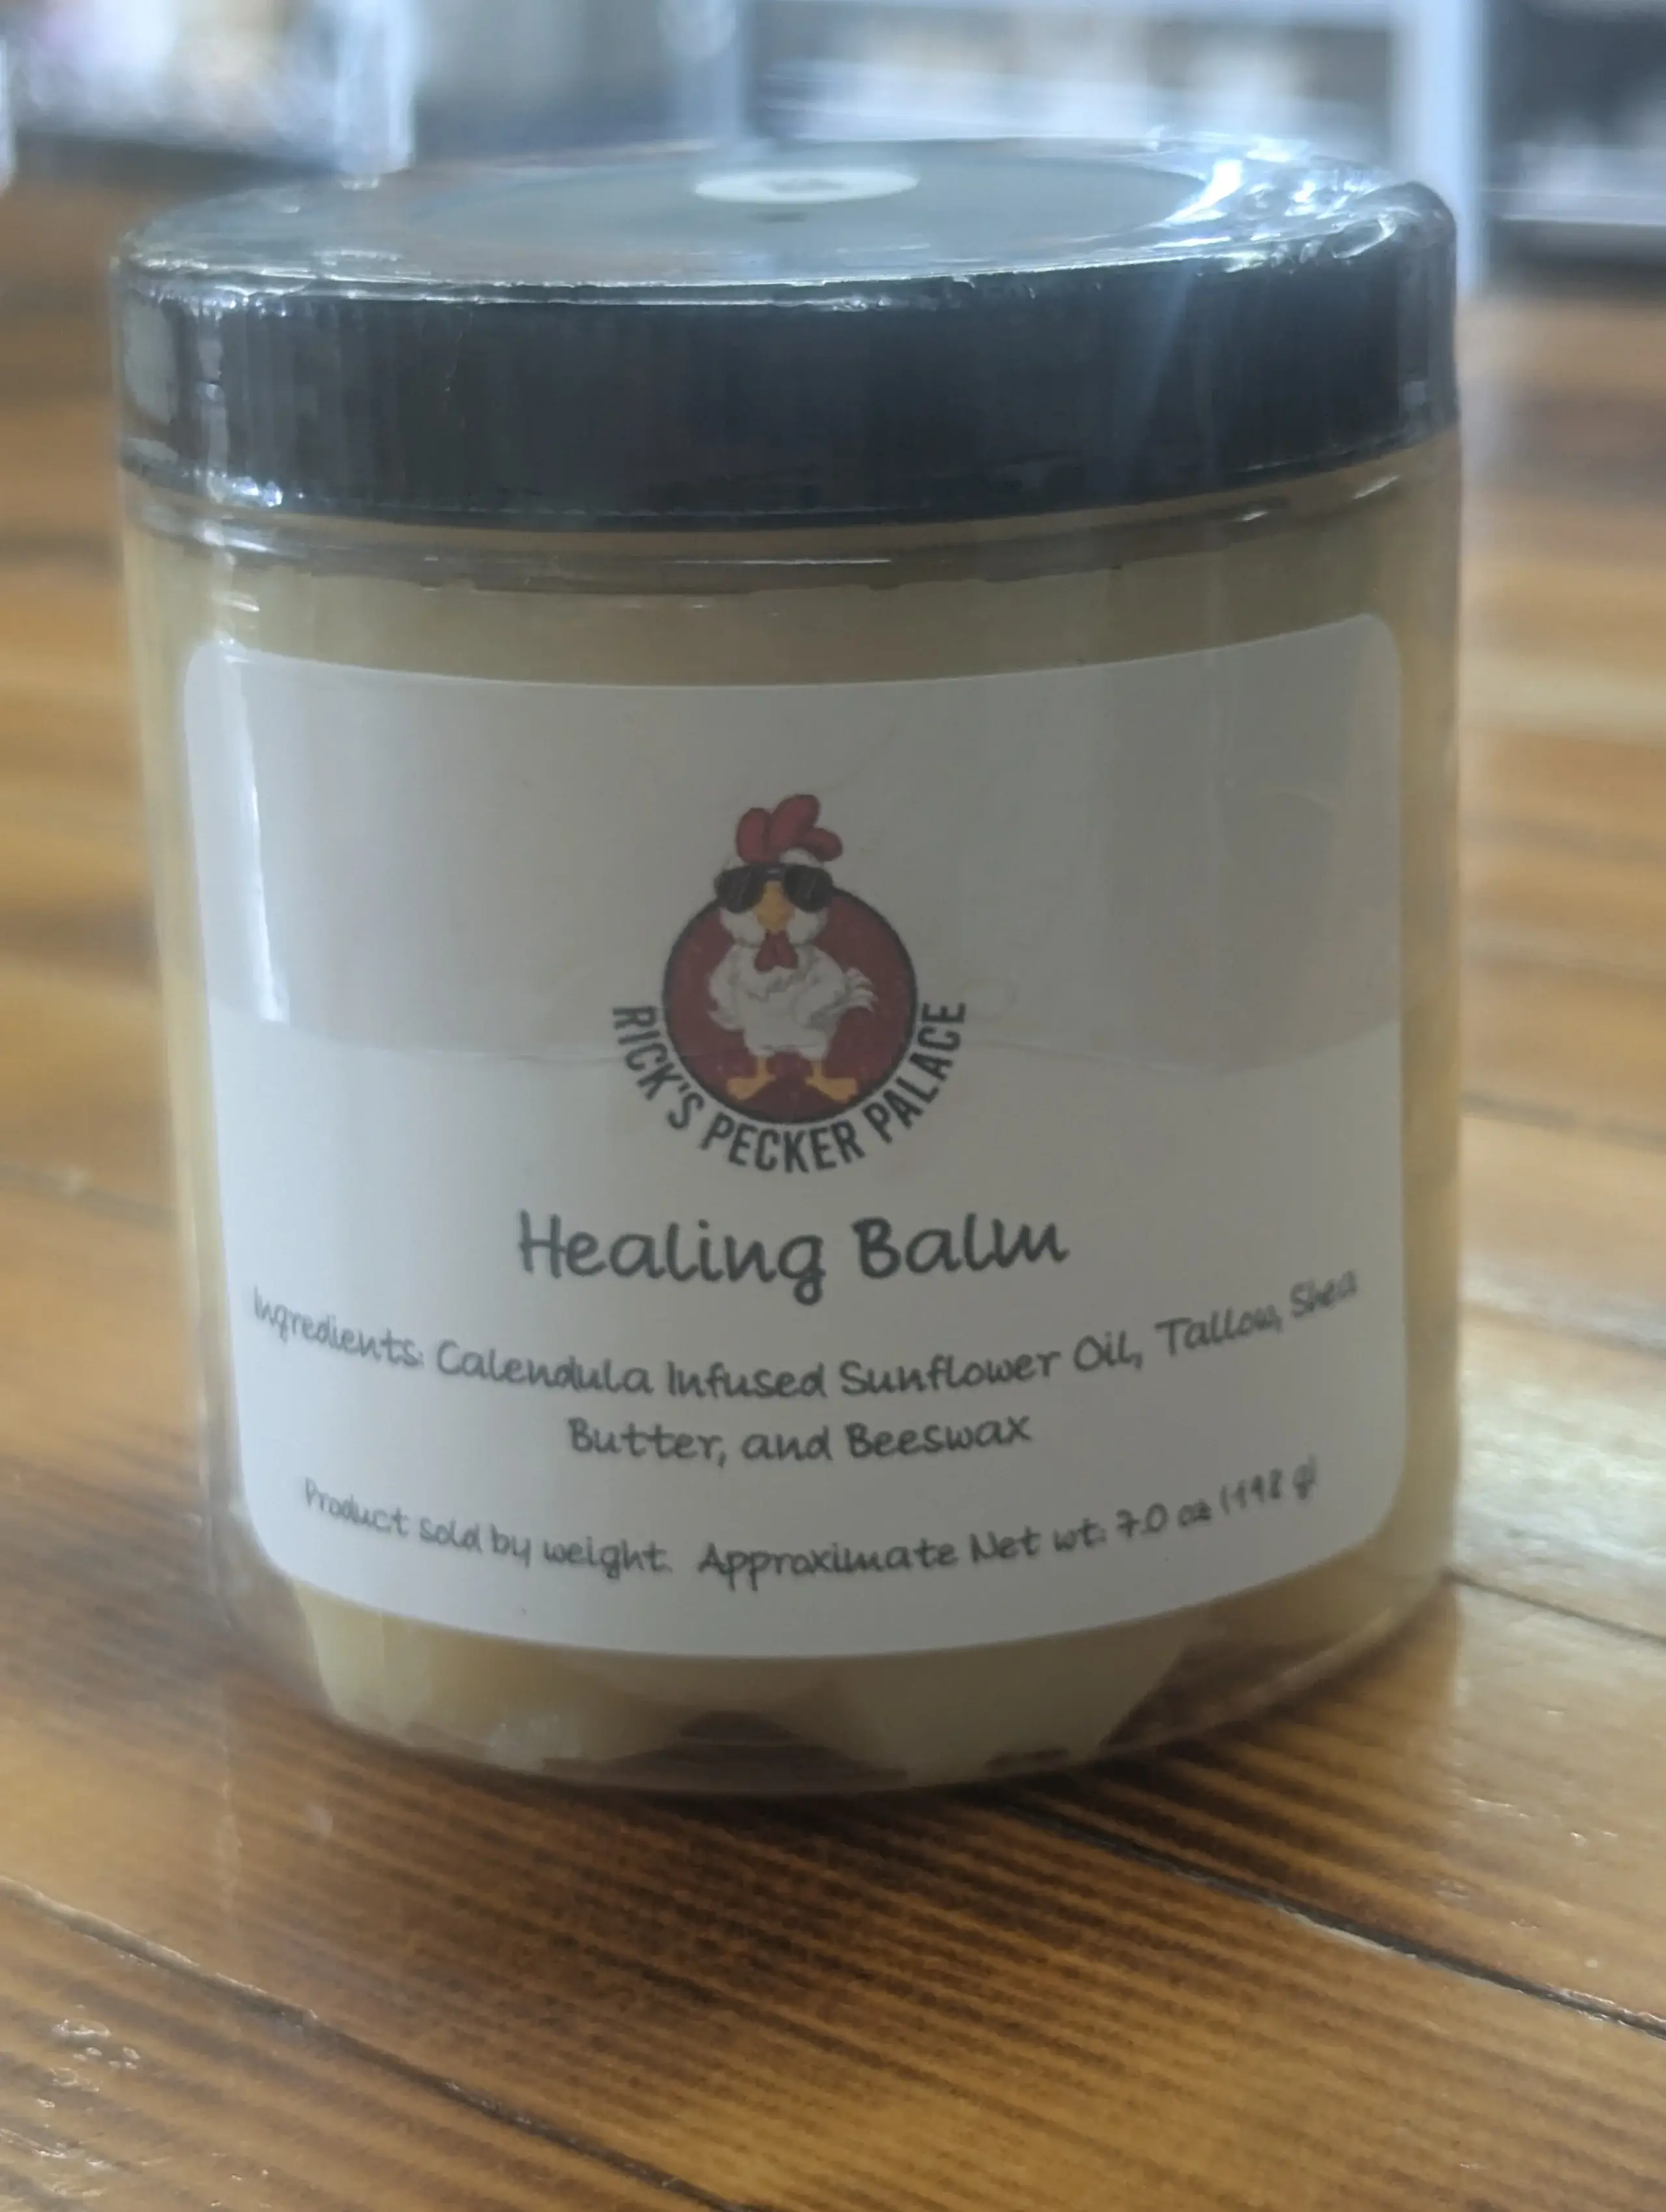 RICK'S PECKER PALACE
Healing Balm
Ingredients: Calendula Infused Sunflower Oil, Tallow, Shea
Butter, and Beeswax
Product sold by weight. Approximate Net wt: 7.0 oz (198 g)